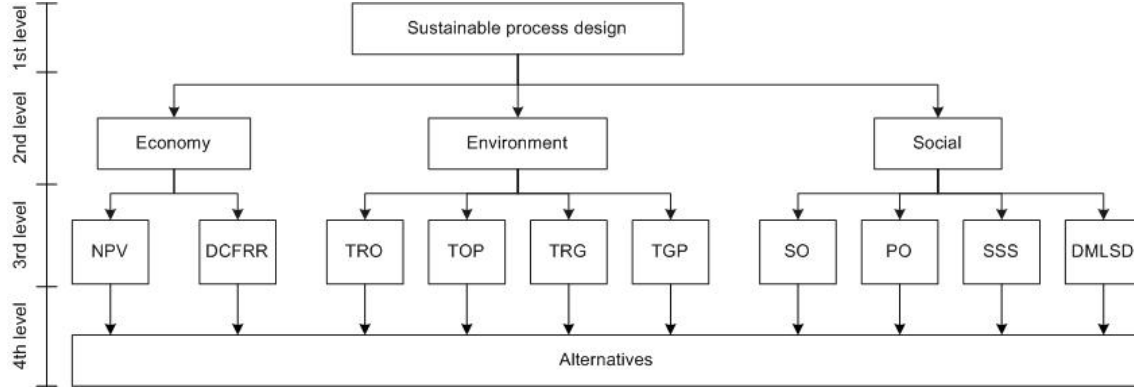 1st level
Sustainable process design
2nd level
Economy
Environment
Social
3rd level
NPV
DCFRR
TRO
TOP
TRG
TGP
SO
PO
SSS
DMLSD
4th level
Alternatives